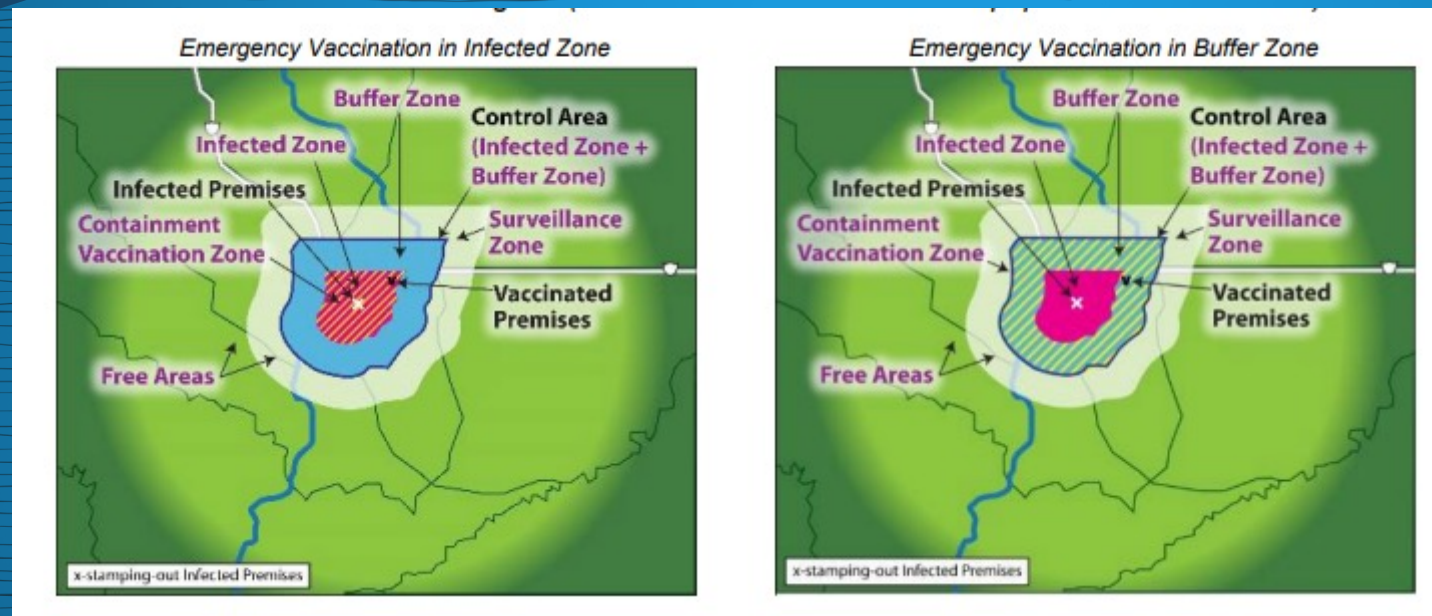 Emergency Vaccination in Infected Zone
Buffer Zone
Control Area
(Infected Zone +
Buffer Zone)
Infected Zone
Infected Premises
Containment
Vaccination Zone
Surveillance
Zone
Vaccinated
Premises
Free Areas
x-stamping-out Infected Premises
Emergency Vaccination in Buffer Zone
Buffer Zone
Control Area
(Infected Zone +
Buffer Zone)
Infected Zone
Infected Premises
Containment
Vaccination Zone
Surveillance
Zone
Vaccinated
Premises
Free Areas
x-stamping-out Infected Premises